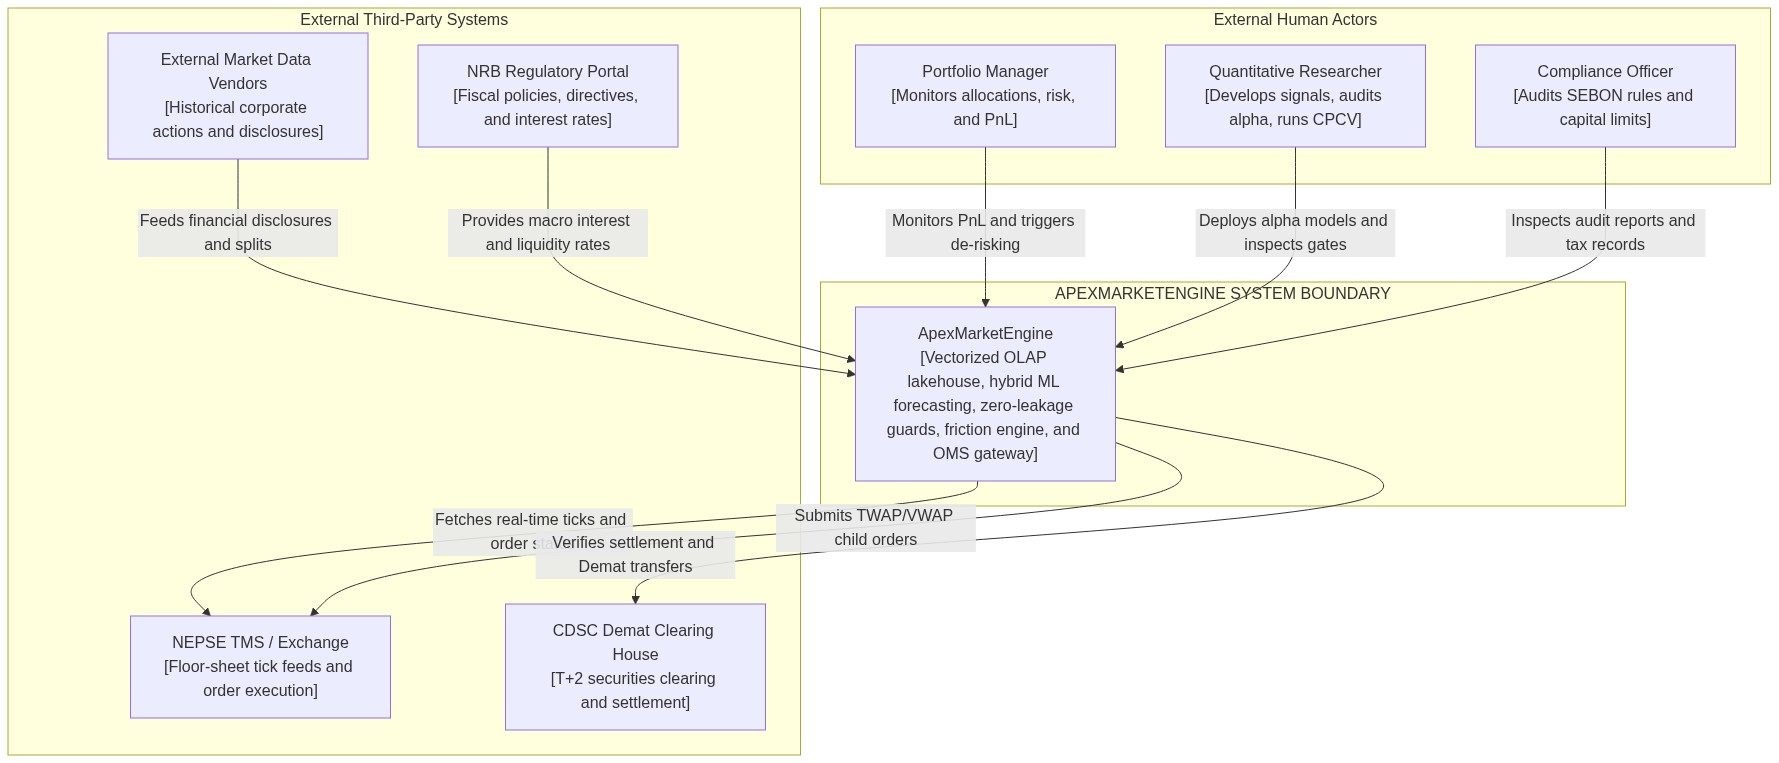 External Third-Party Systems
External Market Data
Vendors
[Historical corporate
actions and disclosures]
NRB Regulatory Portal
[Fiscal policies, directives,
and interest rates]
External Human Actors
Portfolio Manager
[Monitors allocations, risk,
and PnL]
Quantitative Researcher
[Develops signals, audits
alpha, runs CPCV]
Compliance Officer
[Audits SEBON rules and
capital limits]
Feeds financial disclosures
and splits
Provides macro interest
and liquidity rates
Monitors PnL and triggers
de-risking
Deploys alpha models and
inspects gates
Inspects audit reports and
tax records
APEXMARKETENGINE SYSTEM BOUNDARY
ApexMarketEngine
[Vectorized OLAP
lakehouse, hybrid ML
forecasting, zero-leakage
guards, friction engine, and
OMS gateway]
Fetches real-time ticks and
order
Verifies settlement and
Demat transfers
Submits TWAP/VWAP
child orders
NEPSE TMS / Exchange
[Floor-sheet tick feeds and
order execution]
CDSC Demat Clearing
House
[T+2 securities clearing
and settlement]